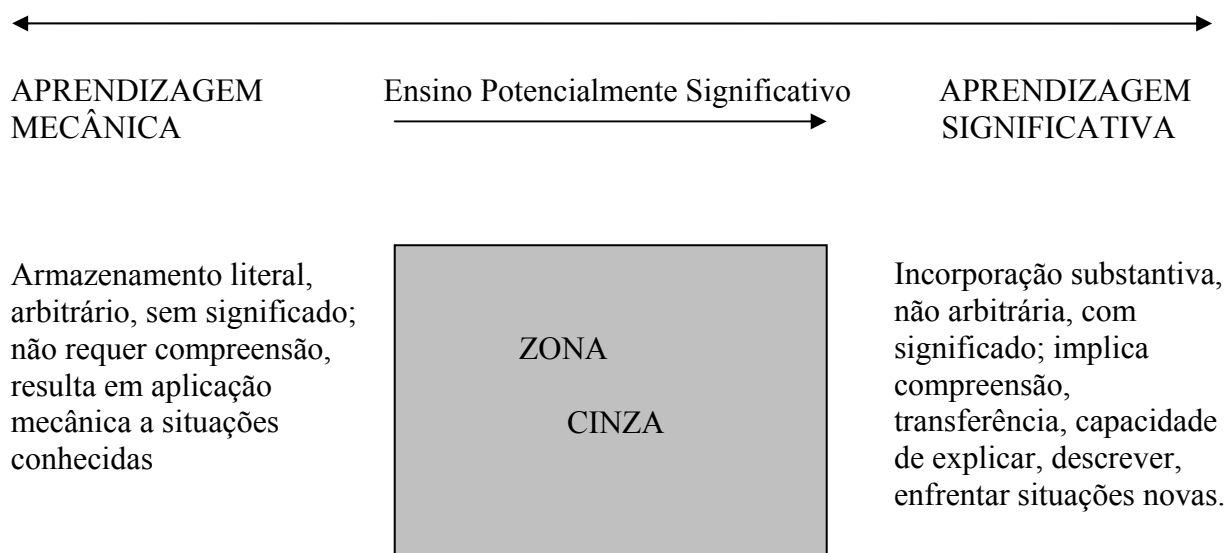 APRENDIZAGEM
MECÂNICA
Ensino Potencialmente Significativo
APRENDIZAGEM
SIGNIFICATIVA
Armazenamento literal,
arbitrário, sem significado;
não requer compreensão,
resulta em aplicação
mecânica a situações
conhecidas
ZONA
CINZA
Incorporação substantiva,
não arbitrária, com
significado; implica
compreensão,
transferência, capacidade
de explicar, descrever,
enfrentar situações novas.